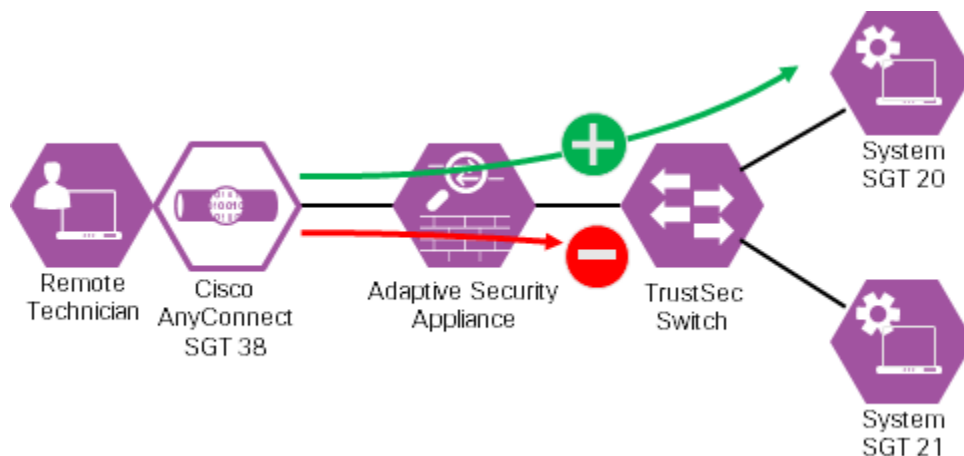 System
SGT 20
Remote
Technician
Cisco
AnyConnect
SGT 38
Adaptive Security
Appliance
TrustSec
Switch
System
SGT 21